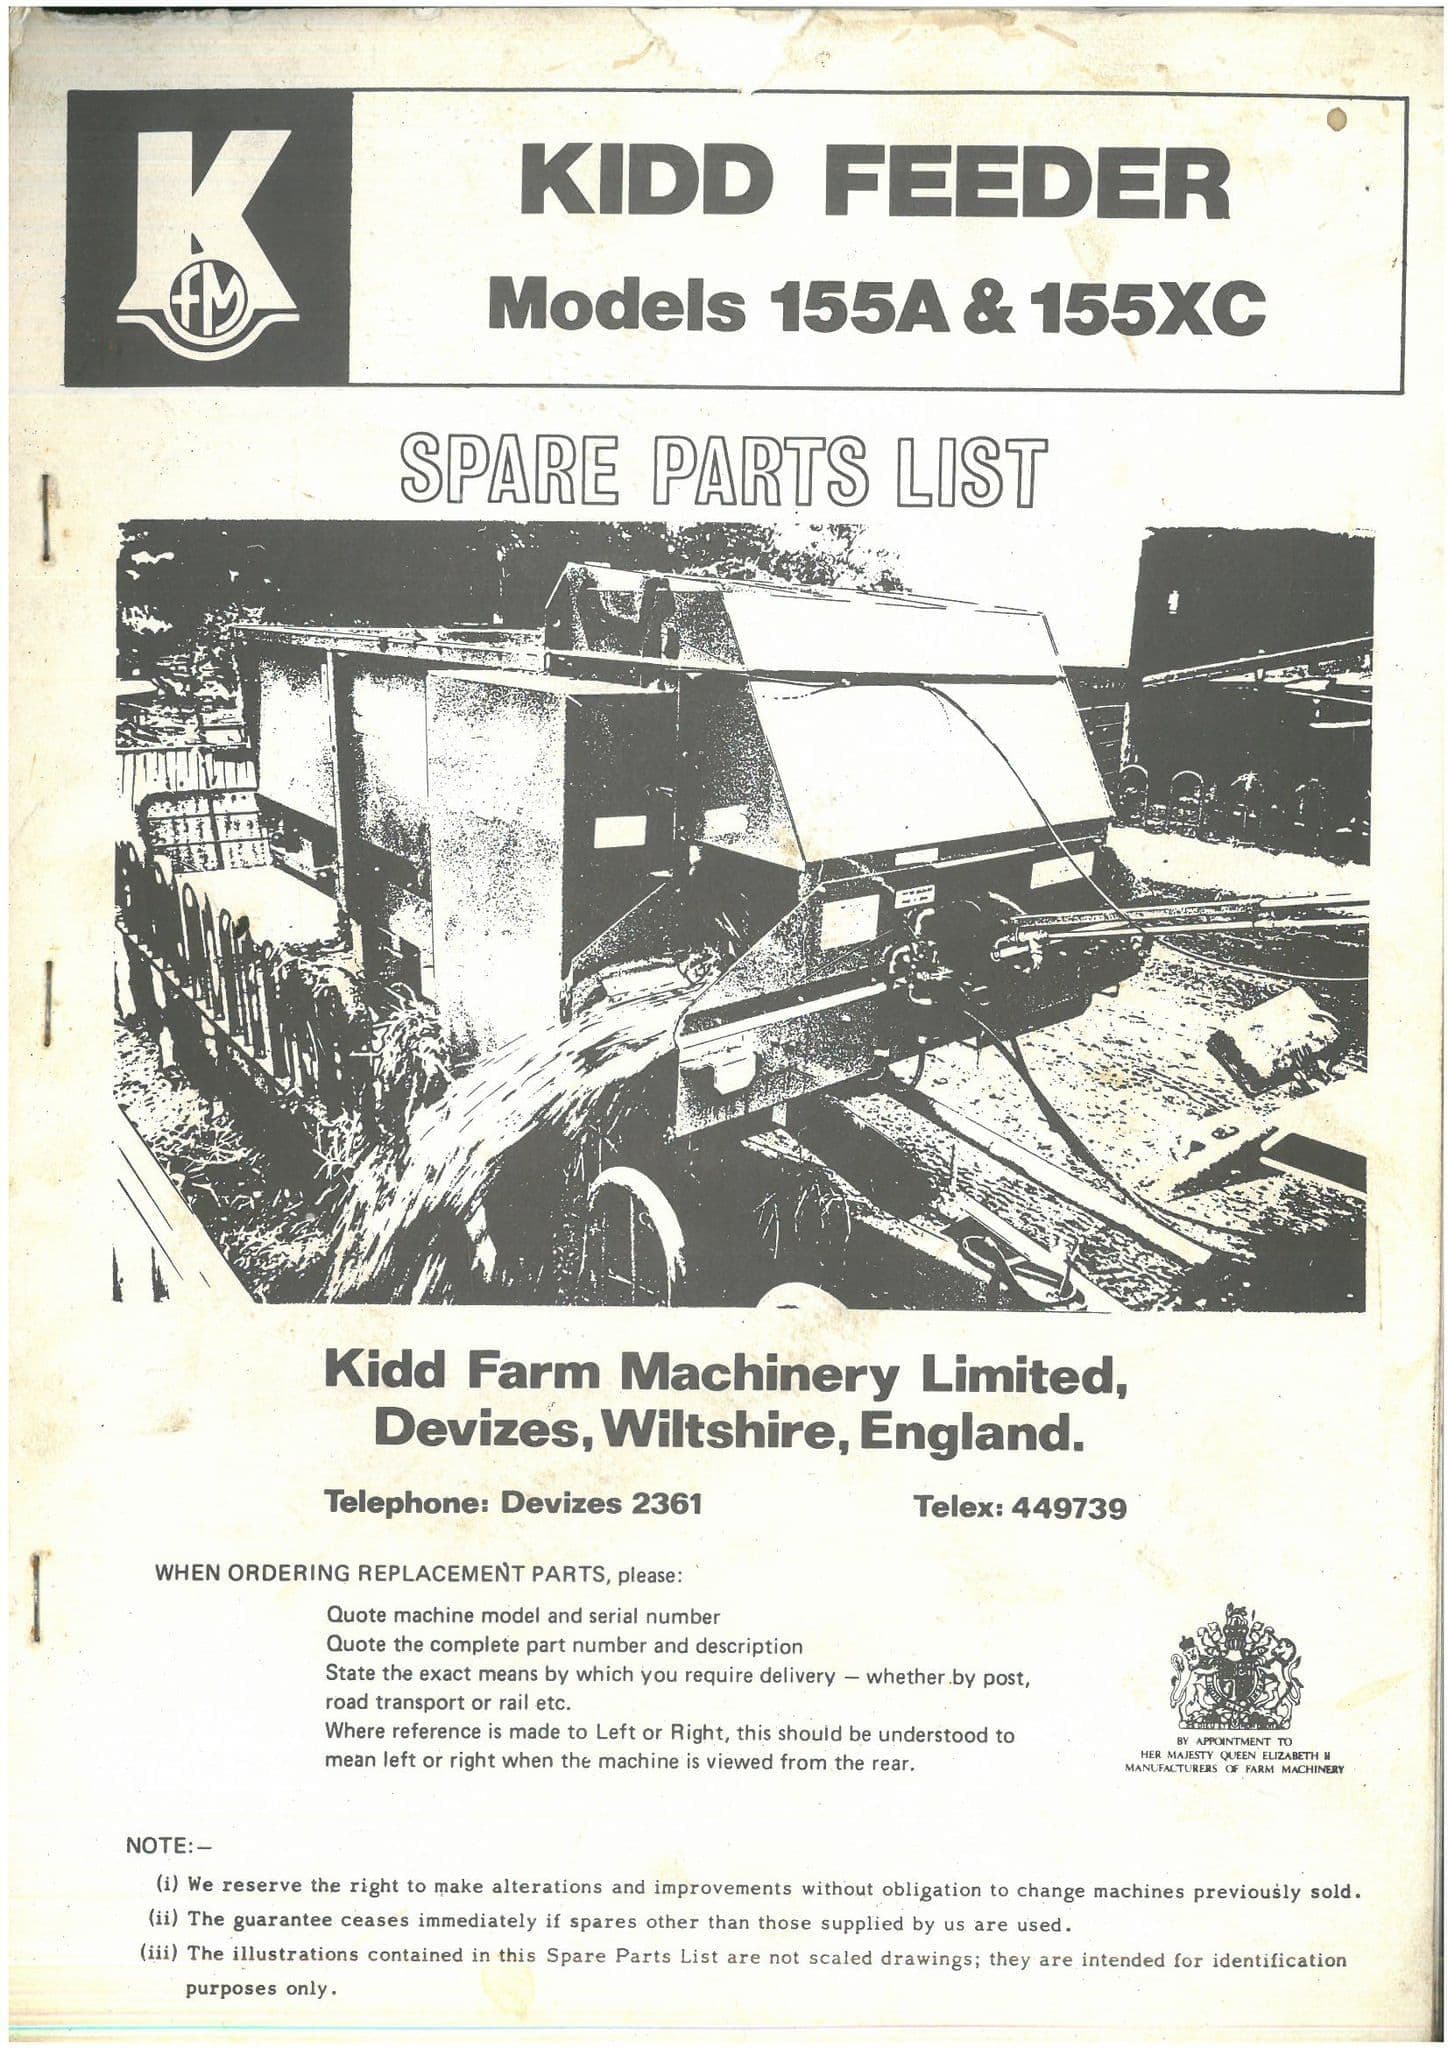 K
FM
KIDD FEEDER
Models 155A & 155XC
SPARE PARTS LIST
Kidd Farm Machinery Limited,
Devizes, Wiltshire, England.
Telephone: Devizes 2361 Telex: 449739
WHEN ORDERING REPLACEMENT PARTS, please:
Quote machine model and serial number
Quote the complete part number and description
State the exact means by which you require delivery — whether by post,
road transport or rail etc.
Where reference is made to Left or Right, this should be understood to
mean left or right when the machine is viewed from the rear.
BY APPOINTMENT TO
HER MAJESTY QUEEN ELIZABETH II
MANUFACTURERS OF FARM MACHINERY
NOTE:—
(i) We reserve the right to make alterations and improvements without obligation to change machines previously sold.
(ii) The guarantee ceases immediately if spares other than those supplied by us are used.
(iii) The illustrations contained in this Spare Parts List are not scaled drawings; they are intended for identification
purposes only.